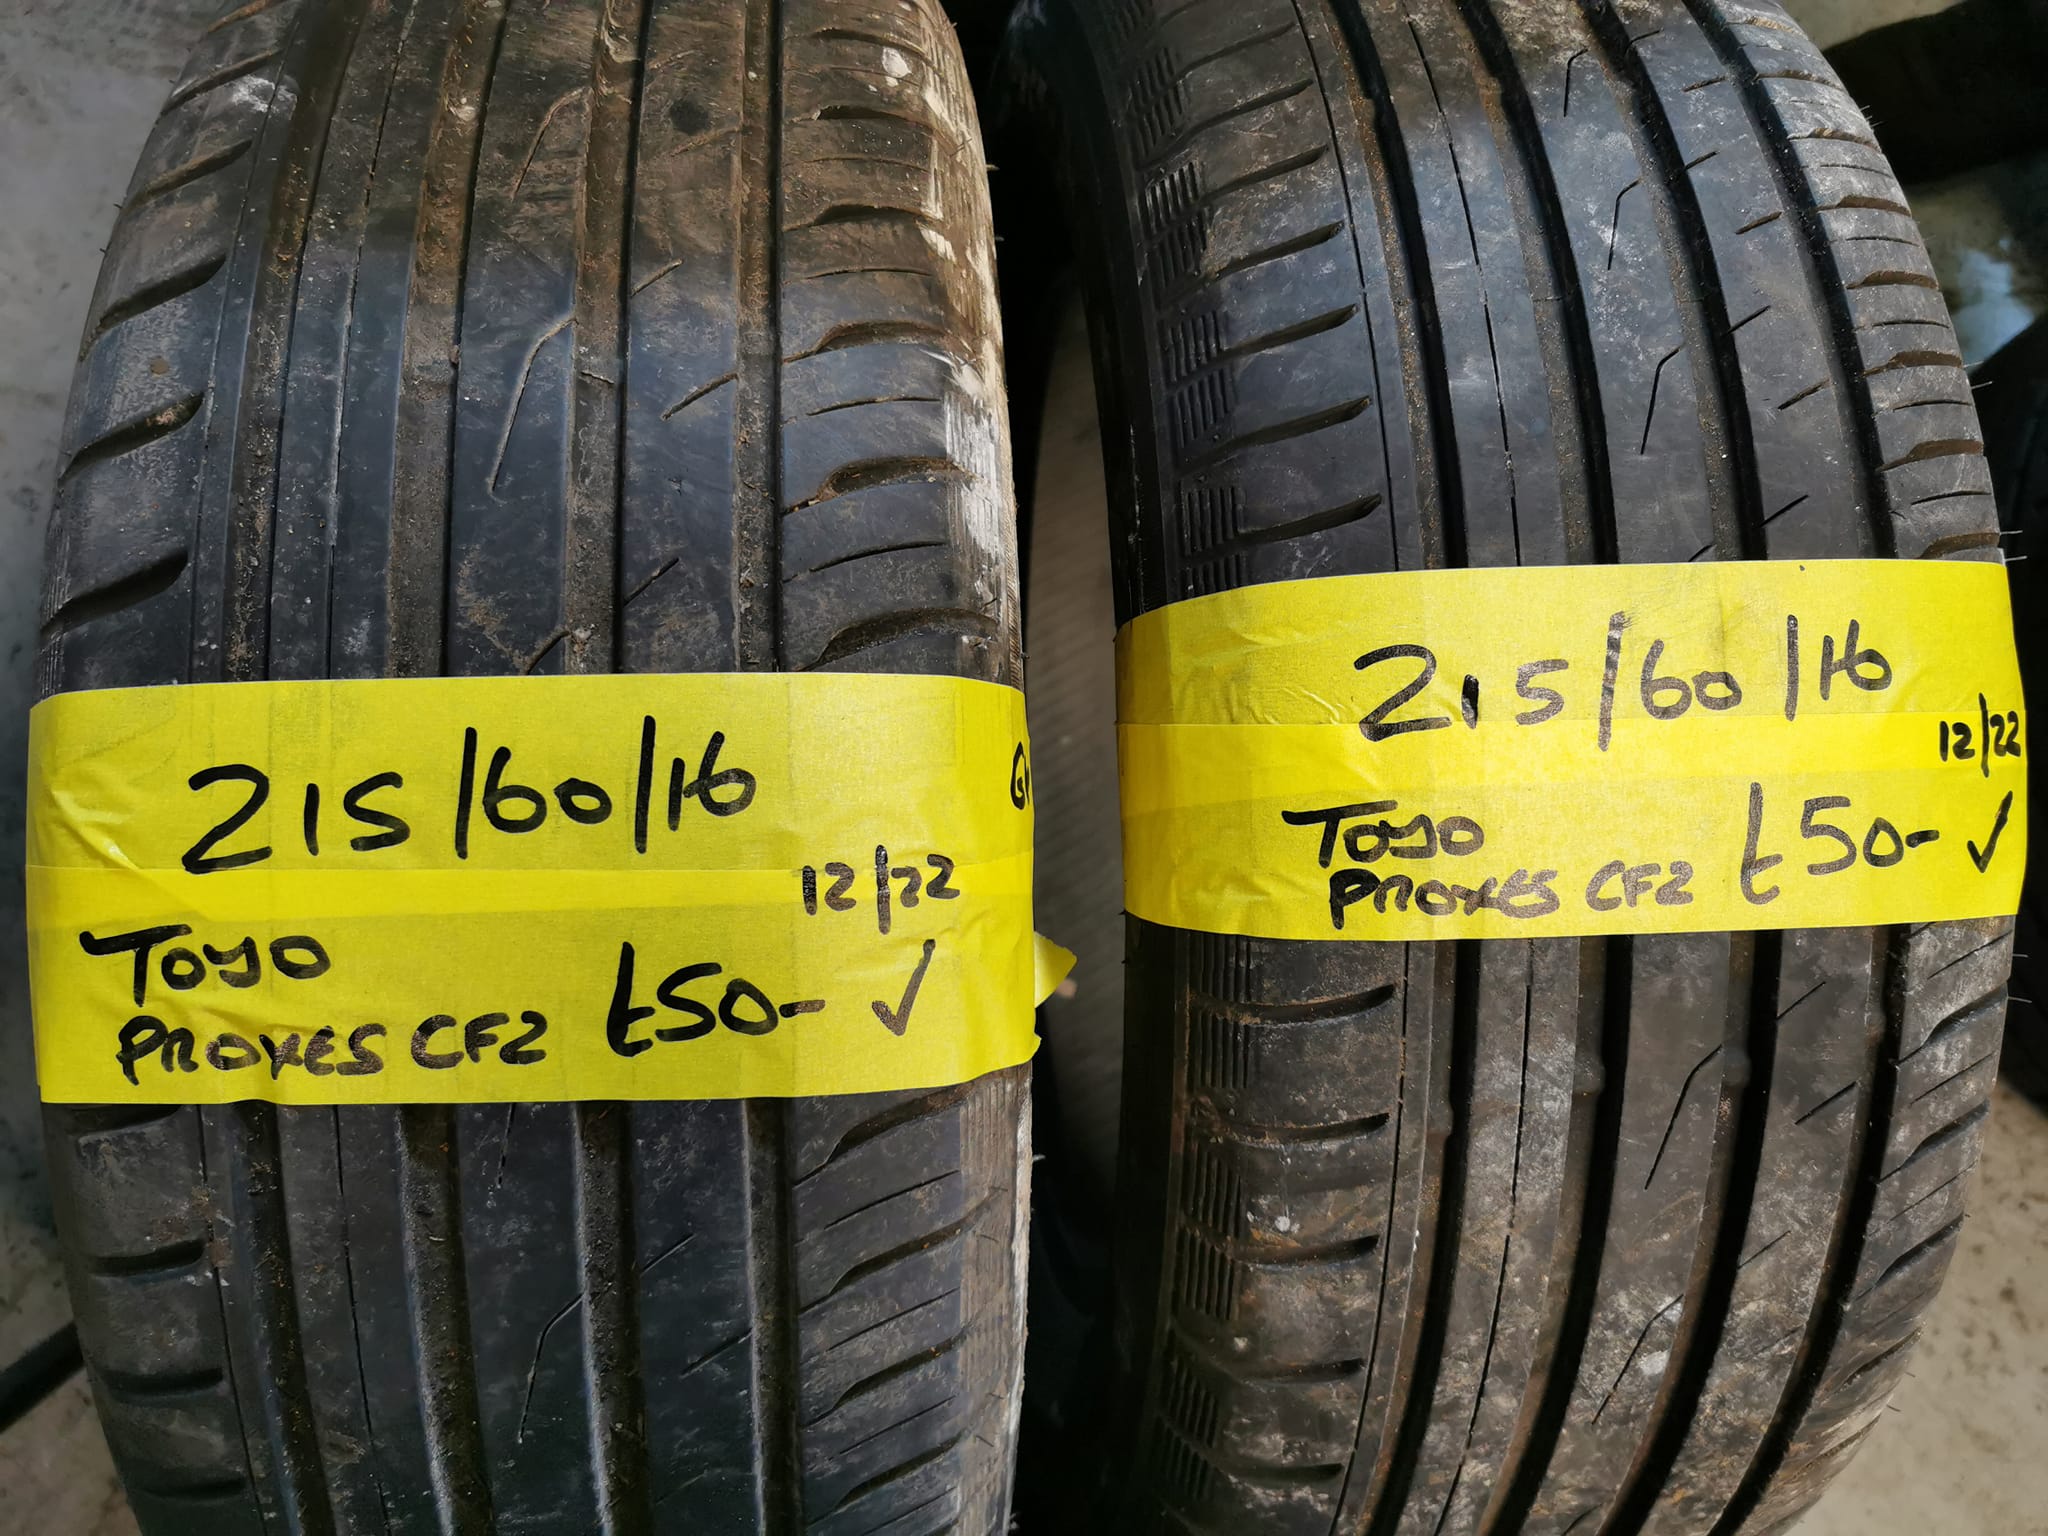 215/60/16
12/22
TOYO
PROXES CF2 £50- ✓
215/60/16
12/22
TOYO
PROXES CF2 £50- ✓